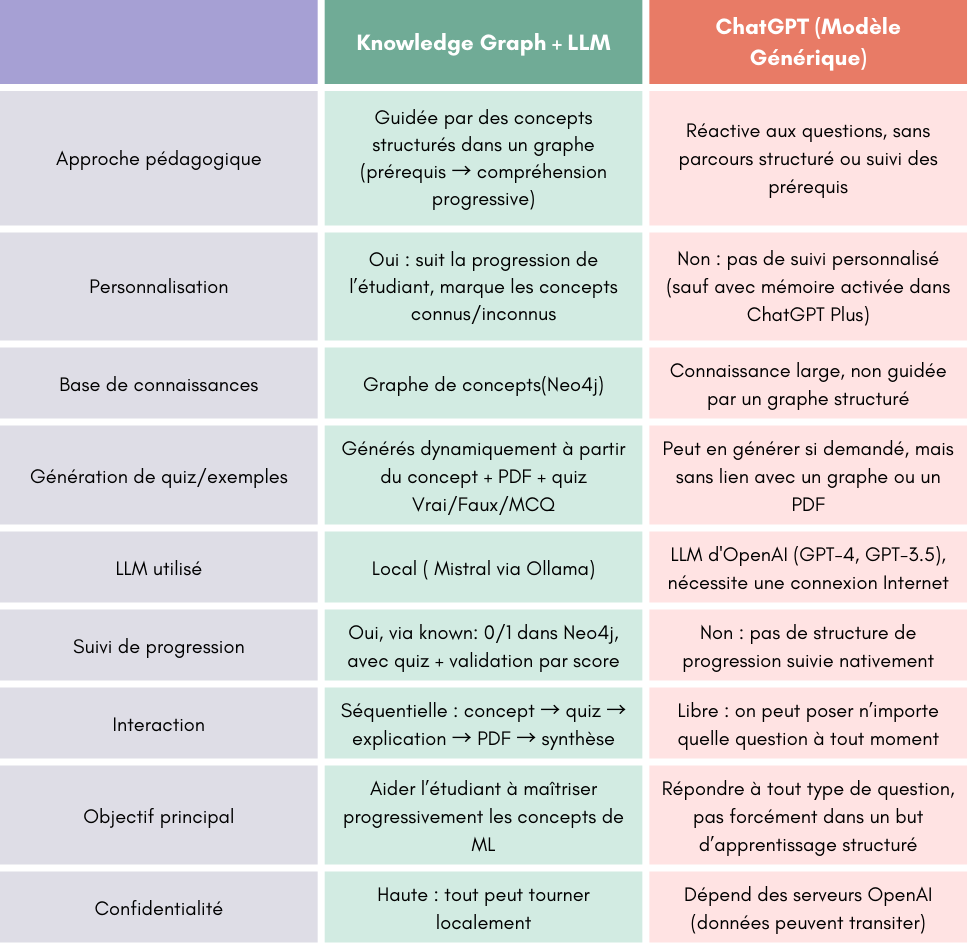 Knowledge Graph + LLM
ChatGPT (Modèle
Générique)
Approche pédagogique
Guidée par des concepts
structurés dans un graphe
(prérequis → compréhension
progressive)
Réactive aux questions, sans
parcours structuré ou suivi des
prérequis
Personnalisation
Oui : suit la progression de
l'étudiant, marque les concepts
connus/inconnus
Non : pas de suivi personnalisé
(sauf avec mémoire activée dans
ChatGPT Plus)
Base de connaissances
Graphe de concepts(Neo4j)
Connaissance large, non guidée
par un graphe structuré
Génération de quiz/exemples
Générés dynamiquement à partir
du concept + PDF + quiz
Vrai/Faux/MCQ
Peut en générer si demandé, mais
sans lien avec un graphe ou un
PDF
LLM utilisé
Local ( Mistral via Ollama)
LLM d'OpenAI (GPT-4, GPT-3.5),
nécessite une connexion Internet
Suivi de progression
Oui, via known: 0/1 dans Neo4j,
avec quiz + validation par score
Non : pas de structure de
progression suivie nativement
Interaction
Séquentielle : concept → quiz →
explication → PDF → synthèse
Libre : on peut poser n'importe
quelle question à tout moment
Objectif principal
Aider l'étudiant à maîtriser
progressivement les concepts de
ML
Répondre à tout type de question,
pas forcément dans un but
d'apprentissage structuré
Confidentialité
Haute : tout peut tourner
localement
Dépend des serveurs OpenAI
(données peuvent transiter)